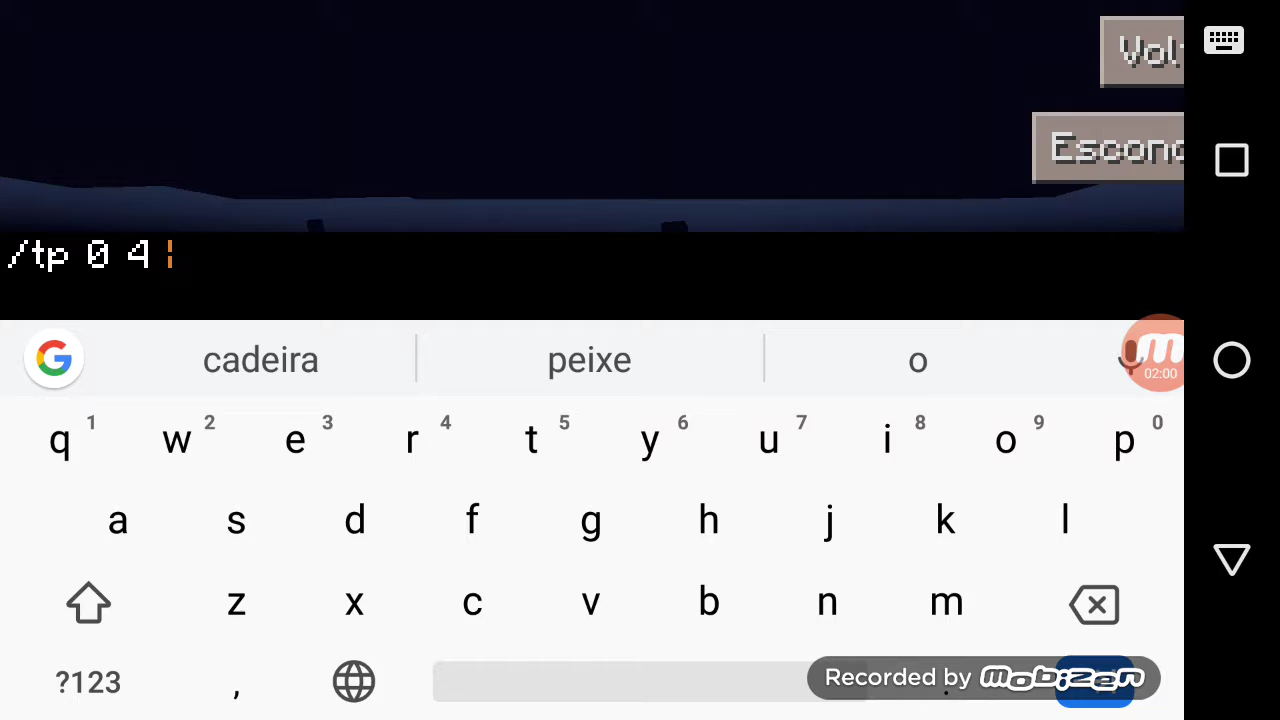 Vol
Escond
/tp 0 4
cadeira peixe o
02:00
q 1 w 2 e 3 r 4 t 5 y 6 u 7 i 8 o 9 p 0
a s d f g h j k l
z x c v b n m
?123 , .
Recorded by mobizen